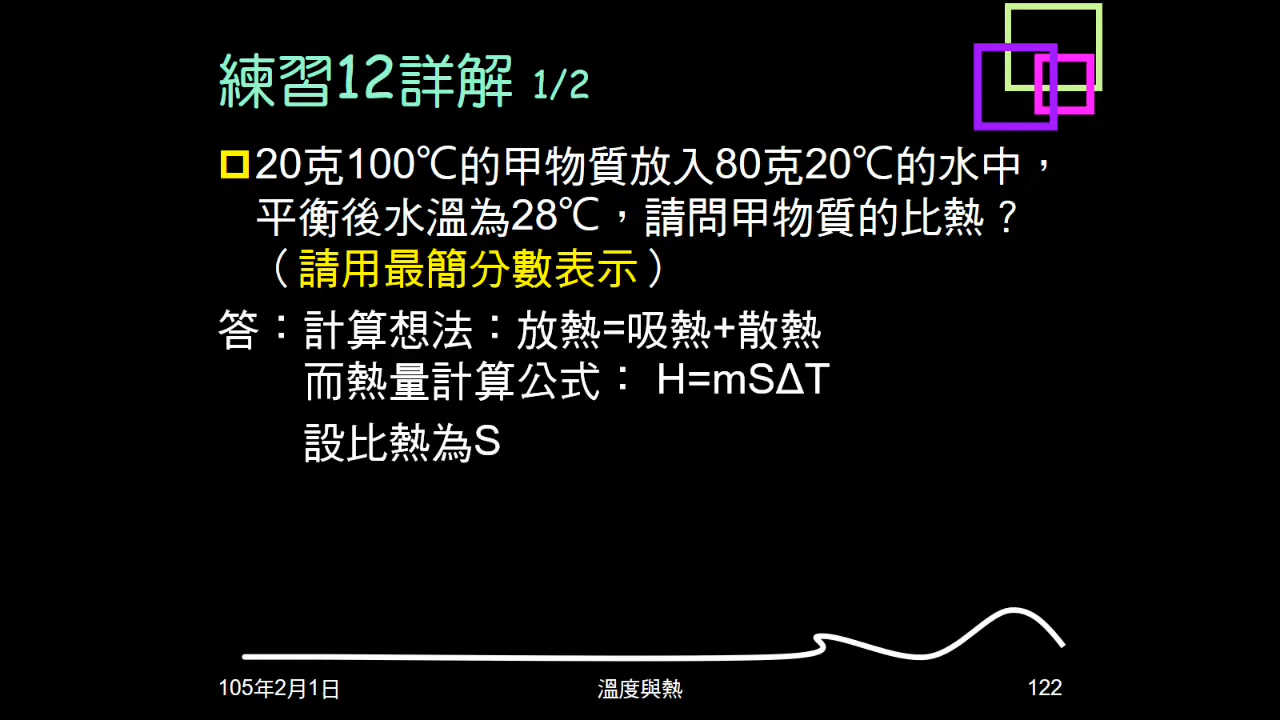 練習12詳解 1/2
20克100℃的甲物質放入80克20℃的水中，
平衡後水溫為28℃，請問甲物質的比熱？
（請用最簡分數表示）
答：計算想法：放熱=吸熱+散熱
而熱量計算公式： H=mSΔT
設比熱為S
105年2月1日
溫度與熱
122